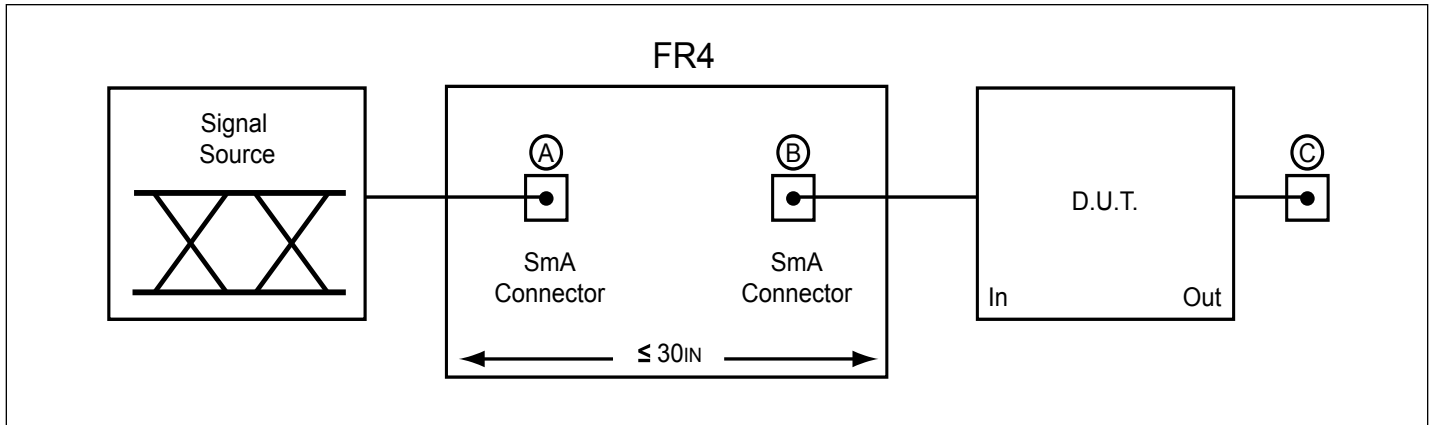 FR4
Signal
Source
A
B
C
SmA
Connector
SmA
Connector
D.U.T.
In
Out
≤ 30IN